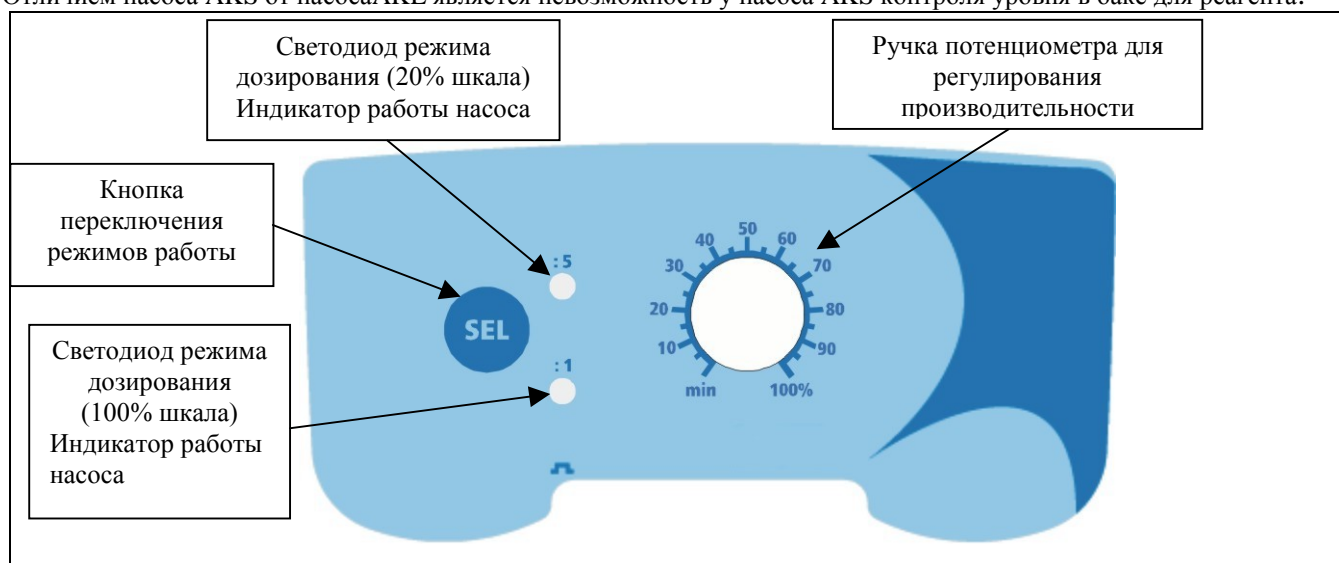 Отличием насоса AKS от насосаAKL является невозможность у насоса AKS контроля уровня в баке для реагента.
Светодиод режима
дозирования (20% шкала)
Индикатор работы насоса
Ручка потенциометра для
регулирования
производительности
Кнопка
переключения
режимов работы
Светодиод режима
дозирования
(100% шкала)
Индикатор работы
насоса
SEL
: 5
: 1
min
10
20
30
40
50
60
70
80
90
100%